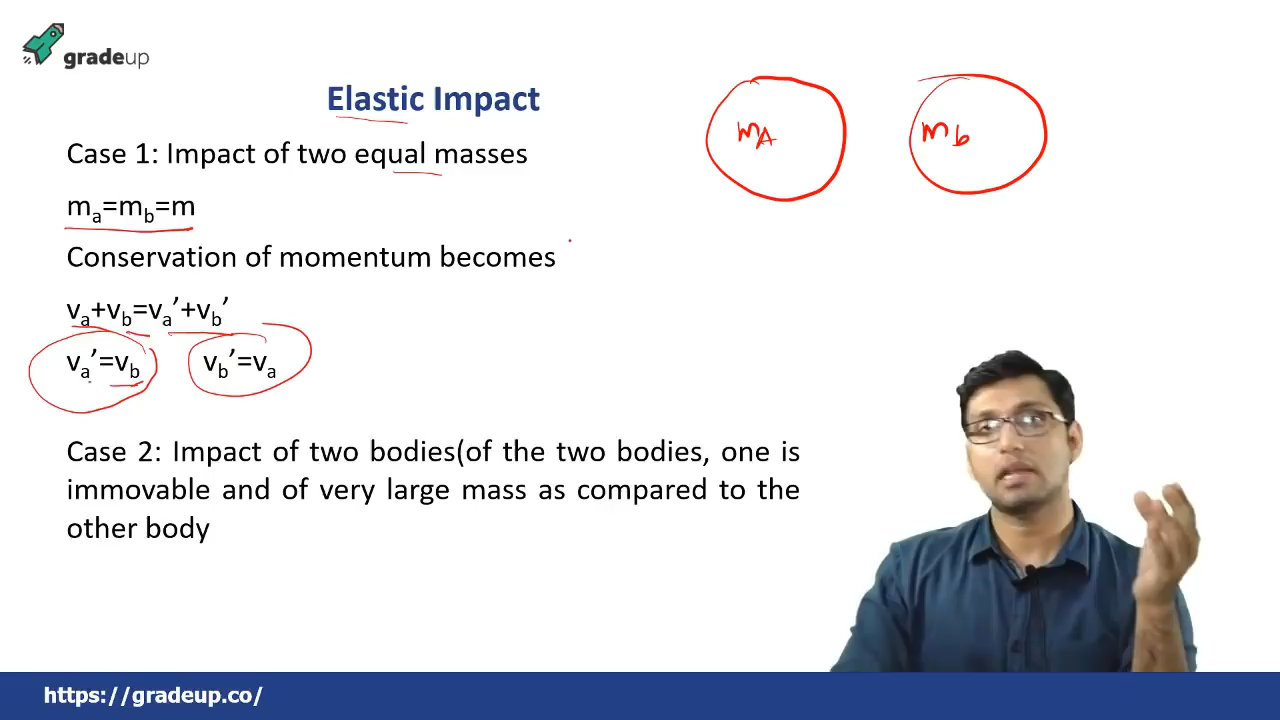 gradeup
Elastic Impact
mA
mb
Case 1: Impact of two equal masses
ma=mb=m
Conservation of momentum becomes
va+vb=va’+vb’
va’=vb vb’=va
Case 2: Impact of two bodies(of the two bodies, one is
immovable and of very large mass as compared to the
other body
https://gradeup.co/